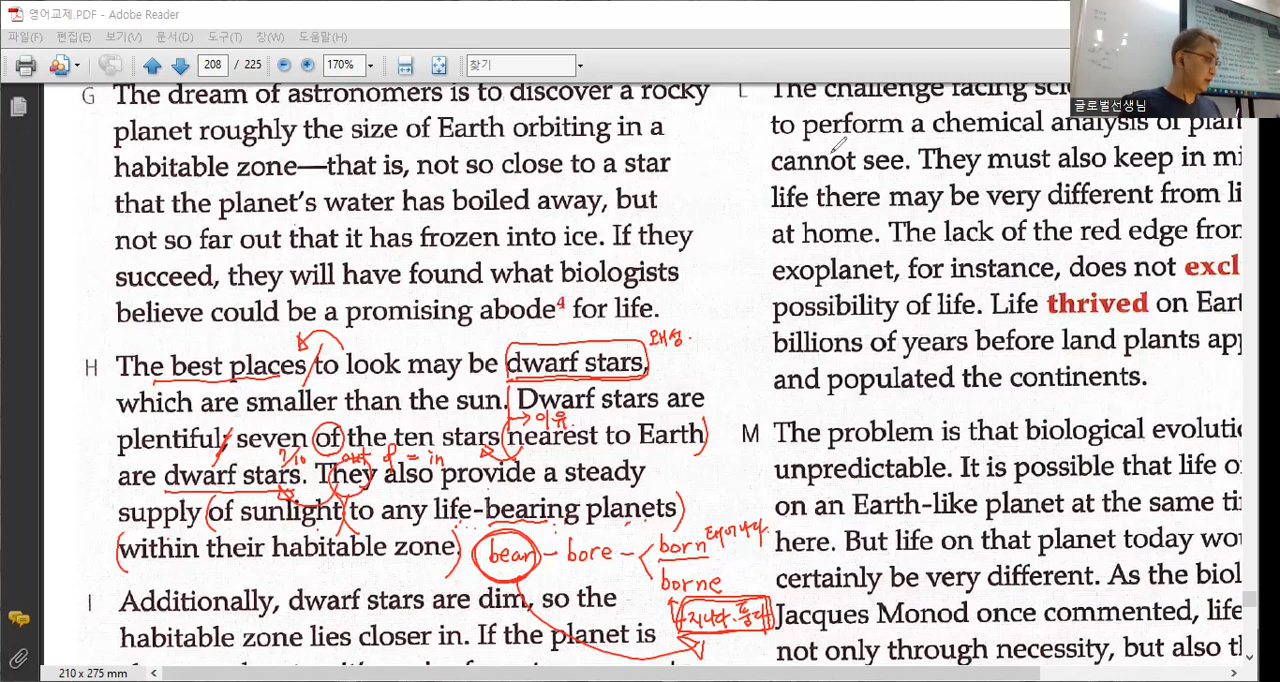 영어교제.PDF - Adobe Reader
파일(F) 편집(E) 보기(V) 문서(D) 도구(T) 창(W) 도움말(H)
208 / 225 170% 찾기
글로벌선생님
G The dream of astronomers is to discover a rocky
planet roughly the size of Earth orbiting in a
habitable zone—that is, not so close to a star
that the planet's water has boiled away, but
not so far out that it has frozen into ice. If they
succeed, they will have found what biologists
believe could be a promising abode⁴ for life.
왜성.
H The best places to look may be dwarf stars,
which are smaller than the sun. Dwarf stars are
이유
plentiful; seven of the ten stars nearest to Earth
7/10 out of = in
are dwarf stars. They also provide a steady
supply of sunlight to any life-bearing planets
within their habitable zone.
bear - bore - born 태어나다.
borne
지니다. 품다
I Additionally, dwarf stars are dim, so the
habitable zone lies closer in. If the planet is
L The challenge facing
to perform a chemical analysis of
cannot see. They must also keep in
life there may be very different from
at home. The lack of the red edge
exoplanet, for instance, does not
possibility of life. Life thrived on
billions of years before land plants
and populated the continents.
M The problem is that biological
unpredictable. It is possible that life
on an Earth-like planet at the same
here. But life on that planet today
certainly be very different. As the
Jacques Monod once commented, life
not only through necessity, but also
210 x 275 mm